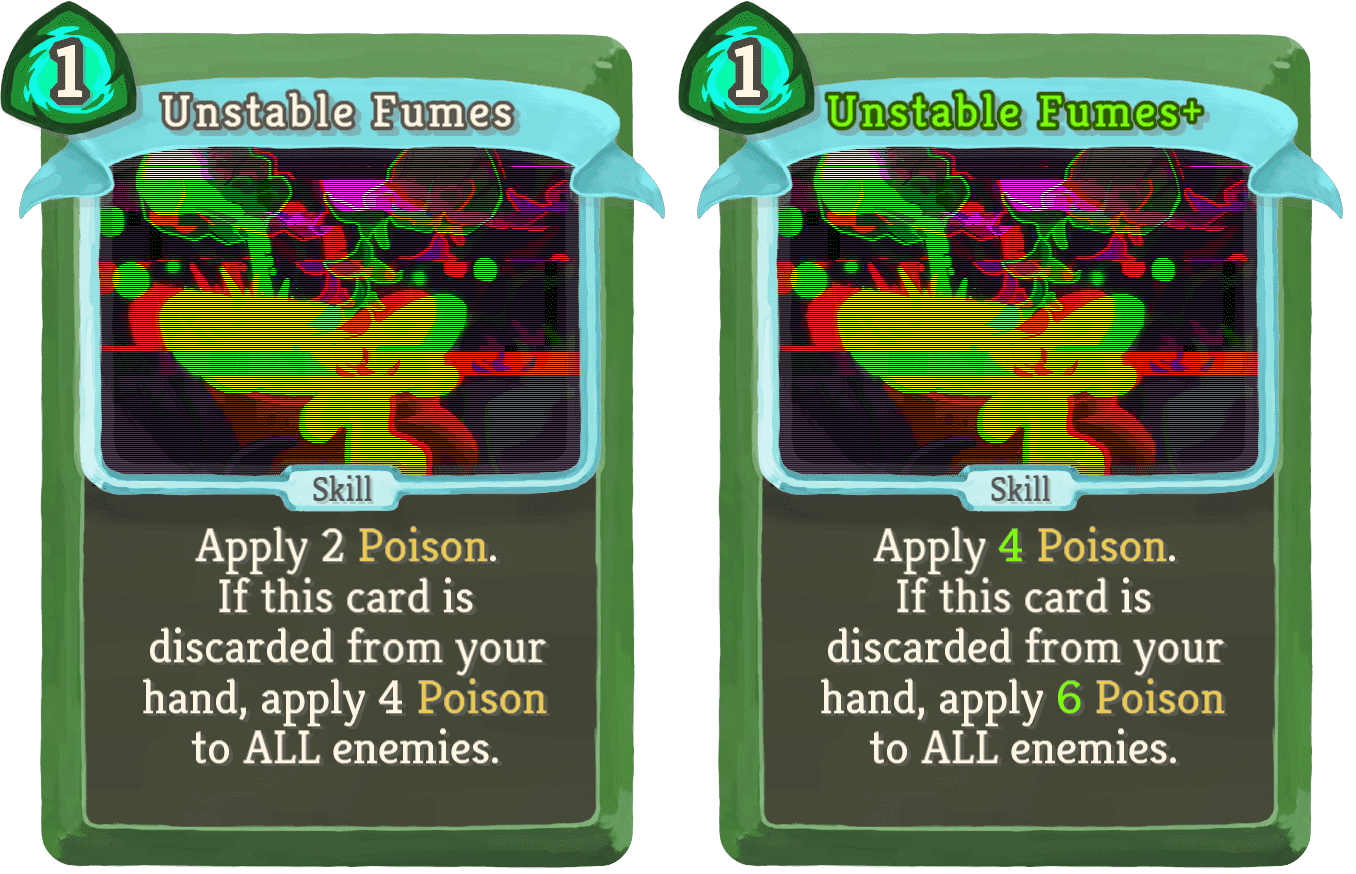 1
Unstable Fumes
Skill
Apply 2 Poison.
If this card is
discarded from your
hand, apply 4 Poison
to ALL enemies.
1
Unstable Fumes+
Skill
Apply 4 Poison.
If this card is
discarded from your
hand, apply 6 Poison
to ALL enemies.